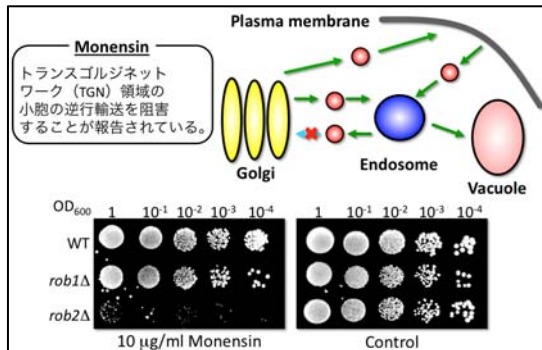 Plasma membrane
Monensin
トランスゴルジネット
ワーク（TGN）領域の
小胞の逆行輸送を阻害
することが報告されている。
Golgi
Endosome
Vacuole
OD600
1 10-1 10-2 10-3 10-4 1 10-1 10-2 10-3 10-4
WT
rob1Δ
rob2Δ
10 μg/ml Monensin Control